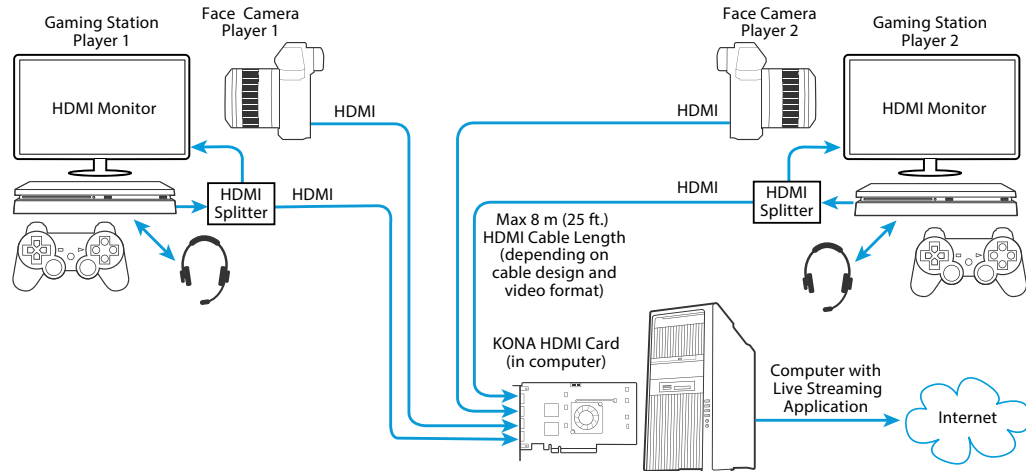 Gaming Station
Player 1
Face Camera
Player 1
Face Camera
Player 2
Gaming Station
Player 2
HDMI Monitor
HDMI
HDMI
HDMI Monitor
HDMI
Splitter
HDMI
HDMI
HDMI
Splitter
Max 8 m (25 ft.)
HDMI Cable Length
(depending on
cable design and
video format)
KONA HDMI Card
(in computer)
Computer with
Live Streaming
Application
Internet